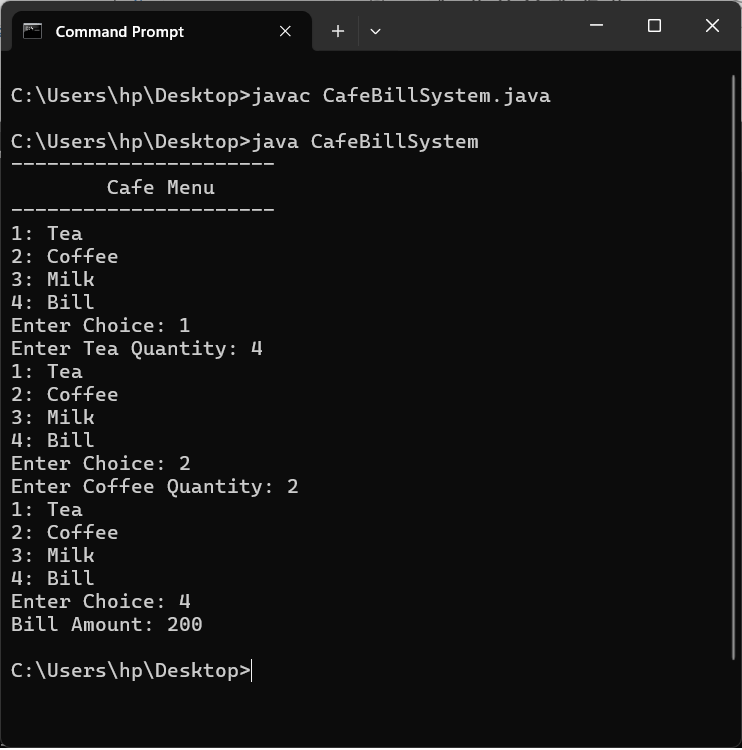 Command Prompt
C:\Users\hp\Desktop>javac CafeBillSystem.java
C:\Users\hp\Desktop>java CafeBillSystem
----------------------
Cafe Menu
----------------------
1: Tea
2: Coffee
3: Milk
4: Bill
Enter Choice: 1
Enter Tea Quantity: 4
1: Tea
2: Coffee
3: Milk
4: Bill
Enter Choice: 2
Enter Coffee Quantity: 2
1: Tea
2: Coffee
3: Milk
4: Bill
Enter Choice: 4
Bill Amount: 200
C:\Users\hp\Desktop>